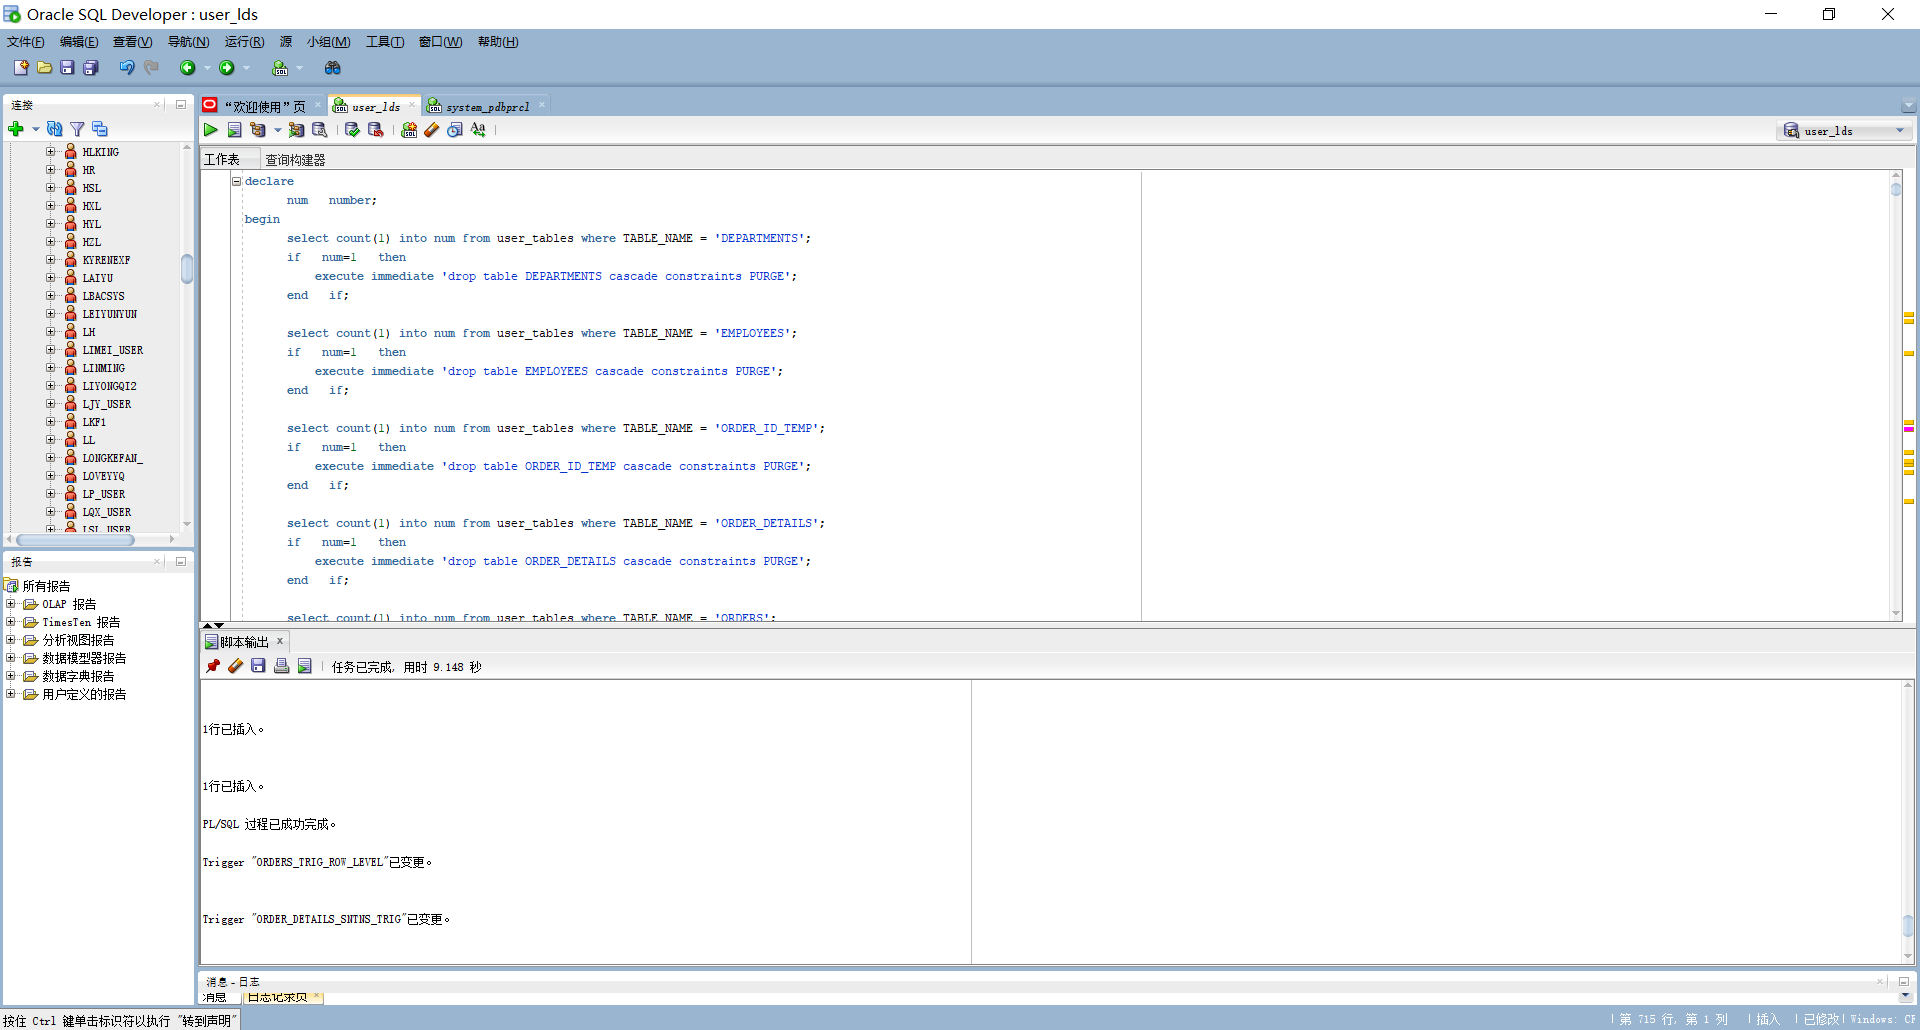 Oracle SQL Developer : user_lds
文件(F) 编辑(E) 查看(V) 导航(N) 运行(R) 源 小组(M) 工具(T) 窗口(W) 帮助(H)
连接
HLKING
HR
HSL
HXL
HYL
HZL
KYRENEXF
LAIYU
LBACSYS
LEIYUNYUN
LH
LIMEI_USER
LINMING
LIYONGQI2
LJY_USER
LKF1
LL
LONGKEFAN_
LOVEYYQ
LP_USER
LQX_USER
LSL_USER
报告
所有报告
OLAP 报告
TimesTen 报告
分析视图报告
数据模型器报告
数据字典报告
用户定义的报告
“欢迎使用”页 user_lds system_pdbprcl
user_lds
工作表 查询构建器
declare
num number;
begin
select count(1) into num from user_tables where TABLE_NAME = 'DEPARTMENTS';
if num=1 then
execute immediate 'drop table DEPARTMENTS cascade constraints PURGE';
end if;
select count(1) into num from user_tables where TABLE_NAME = 'EMPLOYEES';
if num=1 then
execute immediate 'drop table EMPLOYEES cascade constraints PURGE';
end if;
select count(1) into num from user_tables where TABLE_NAME = 'ORDER_ID_TEMP';
if num=1 then
execute immediate 'drop table ORDER_ID_TEMP cascade constraints PURGE';
end if;
select count(1) into num from user_tables where TABLE_NAME = 'ORDER_DETAILS';
if num=1 then
execute immediate 'drop table ORDER_DETAILS cascade constraints PURGE';
end if;
select count(1) into num from user_tables where TABLE_NAME = 'ORDERS';
脚本输出
任务已完成, 用时 9.148 秒
1行已插入。
1行已插入。
PL/SQL 过程已成功完成。
Trigger "ORDERS_TRIG_ROW_LEVEL"已变更。
Trigger "ORDER_DETAILS_SNTNS_TRIG"已变更。
消息 - 日志
消息 日志记录页
按住 Ctrl 键单击标识符以执行 "转到声明"
第 715 行, 第 1 列 插入 已修改 Windows: CF